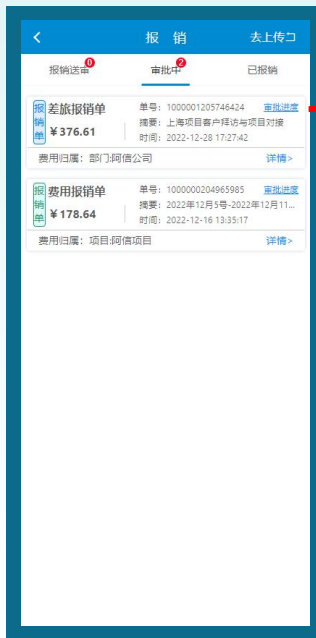 报 销
去上传
报销送审
0
审批中
2
已报销
报销单
差旅报销单
¥376.61
单号：1000001205746424
审批进度
摘要：上海项目客户拜访与项目对接
时间：2022-12-28 17:27:42
费用归属：部门:阿信公司
详情>
报销单
费用报销单
¥178.64
单号：1000000204965985
审批进度
摘要：2022年12月5号-2022年12月11...
时间：2022-12-16 13:35:17
费用归属：项目:阿信项目
详情>